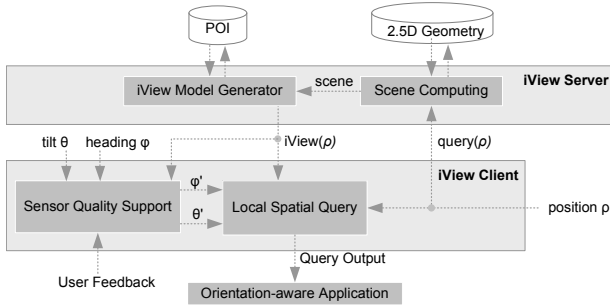 POI
2.5D Geometry
iView Server
iView Model Generator
scene
Scene Computing
tilt θ
heading φ
iView(ρ)
query(ρ)
iView Client
Sensor Quality Support
φ'
θ'
Local Spatial Query
position ρ
User Feedback
Query Output
Orientation-aware Application